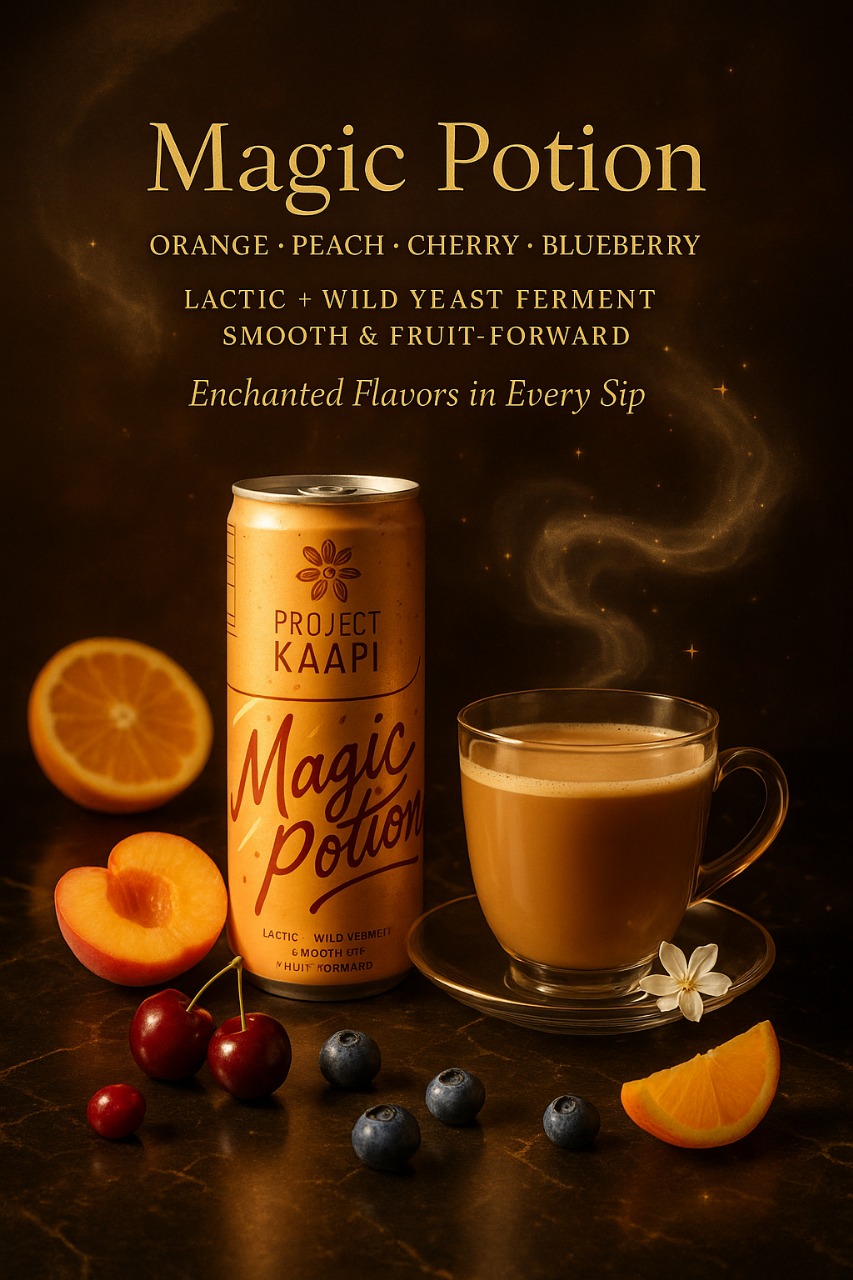 Magic Potion
ORANGE · PEACH · CHERRY · BLUEBERRY
LACTIC + WILD YEAST FERMENT
SMOOTH & FRUIT-FORWARD
Enchanted Flavors in Every Sip
PROJECT
KAAPI
Magic
Potion
LACTIC WILD